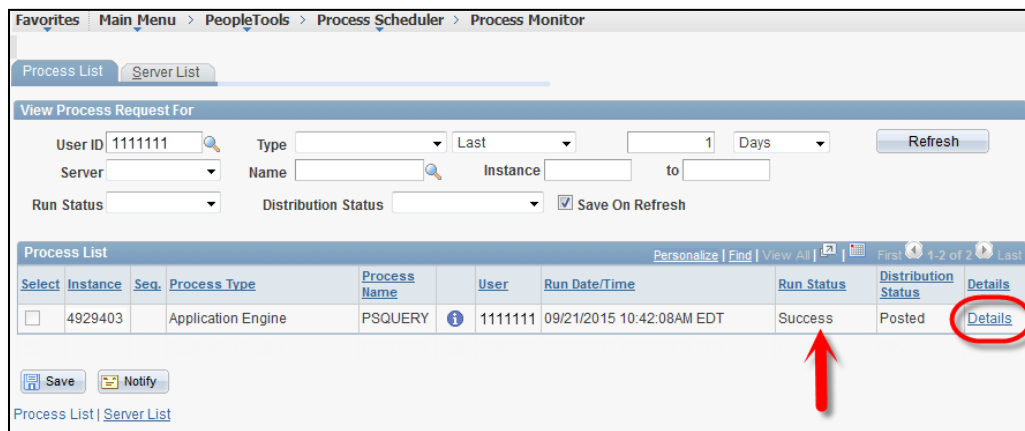 Favorites Main Menu > PeopleTools > Process Scheduler > Process Monitor
Process List Server List
View Process Request For
User ID 1111111 Type Last 1 Days Refresh
Server Name Instance to
Run Status Distribution Status Save On Refresh
Process List Personalize | Find | View All | | First 1-2 of 2 Last
Select Instance Seq. Process Type Process Name User Run Date/Time Run Status Distribution Status Details
4929403 Application Engine PSQUERY 1111111 09/21/2015 10:42:08AM EDT Success Posted Details
Save Notify
Process List | Server List